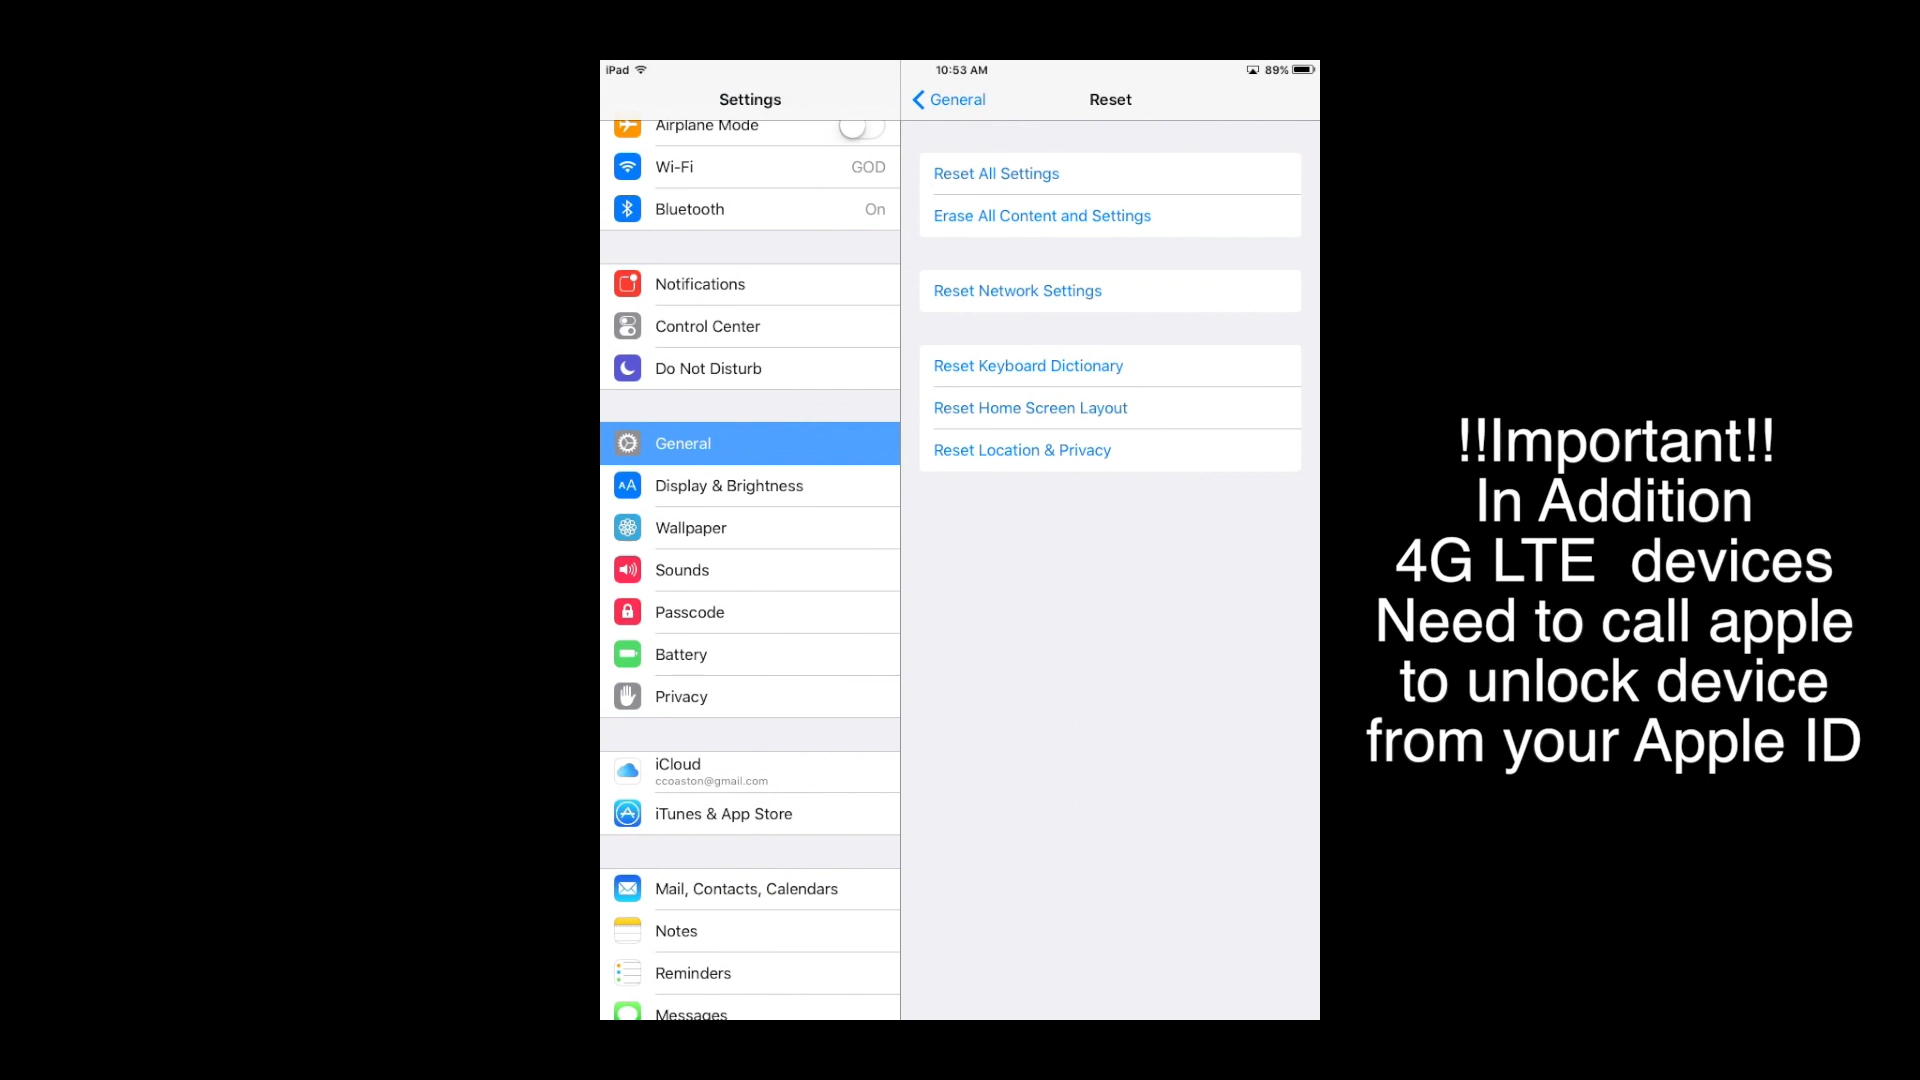 iPad
10:53 AM
89%
Settings
General
Reset
Airplane Mode
Wi-Fi
GOD
Bluetooth
On
Notifications
Control Center
Do Not Disturb
General
Display & Brightness
AA
Wallpaper
Sounds
Passcode
Battery
Privacy
iCloud
ccoaston@gmail.com
iTunes & App Store
Mail, Contacts, Calendars
Notes
Reminders
Messages
Reset All Settings
Erase All Content and Settings
Reset Network Settings
Reset Keyboard Dictionary
Reset Home Screen Layout
Reset Location & Privacy
!!Important!!
In Addition
4G LTE  devices
Need to call apple
to unlock device
from your Apple ID